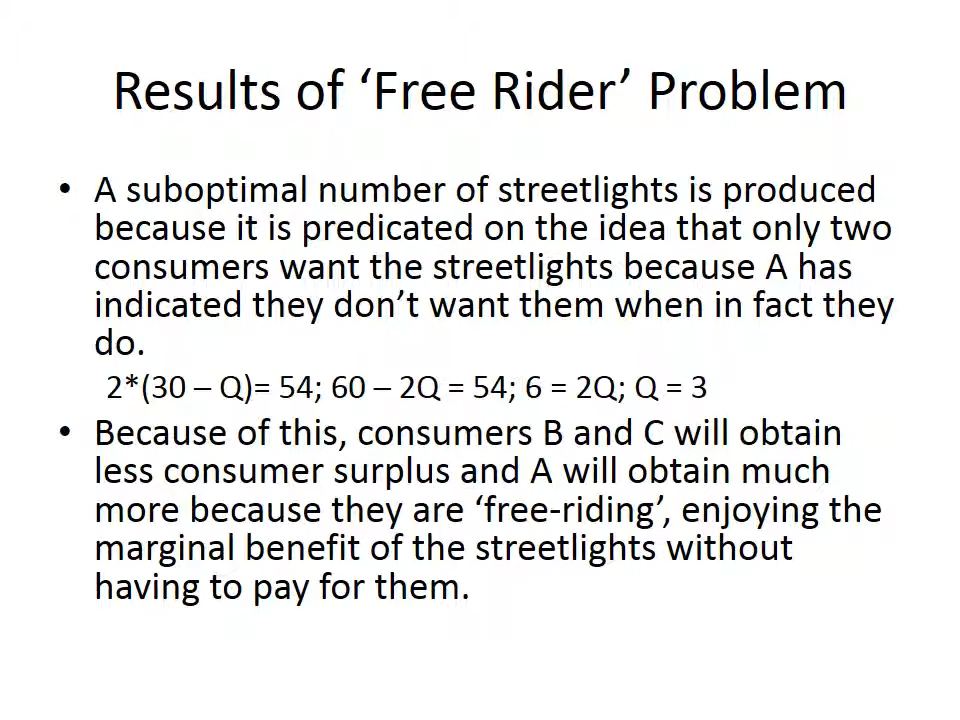 Results of ‘Free Rider’ Problem
• A suboptimal number of streetlights is produced
because it is predicated on the idea that only two
consumers want the streetlights because A has
indicated they don’t want them when in fact they
do.
2*(30 – Q)= 54; 60 – 2Q = 54; 6 = 2Q; Q = 3
• Because of this, consumers B and C will obtain
less consumer surplus and A will obtain much
more because they are ‘free-riding’, enjoying the
marginal benefit of the streetlights without
having to pay for them.